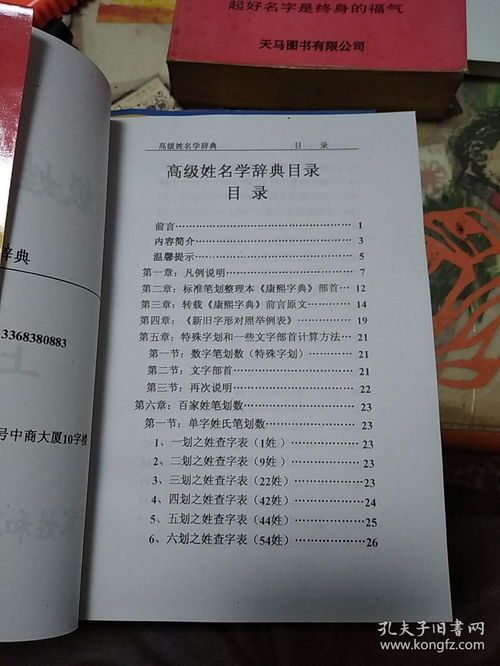 起好名字是终身的福气
天马图书有限公司
高级姓名学辞典 目 录
高级姓名学辞典目录
目 录
前言 1
内容简介 3
温馨提示 5
第一章：凡例说明 7
第二章：标准笔划整理本《康熙字典》部首 12
第三章：转载《康熙字典》前言原文 14
第四章：《新旧字形对照举例表》 19
第五章：特殊字划和一些文字部首计算方法 21
第一节：数字笔划数（特殊字划） 21
第二节：文字部首 21
第三节：再次说明 22
第六章：百家姓笔划数 23
第一节：单字姓氏笔划数 23
1、一划之姓查字表（1姓） 23
2、二划之姓查字表（9姓） 23
3、三划之姓查字表（22姓） 23
4、四划之姓查字表（42姓） 24
5、五划之姓查字表（44姓） 25
6、六划之姓查字表（54姓） 26
辞典
3368380883
号中商大厦10字楼
孔夫子旧书网
www.kongfz.com